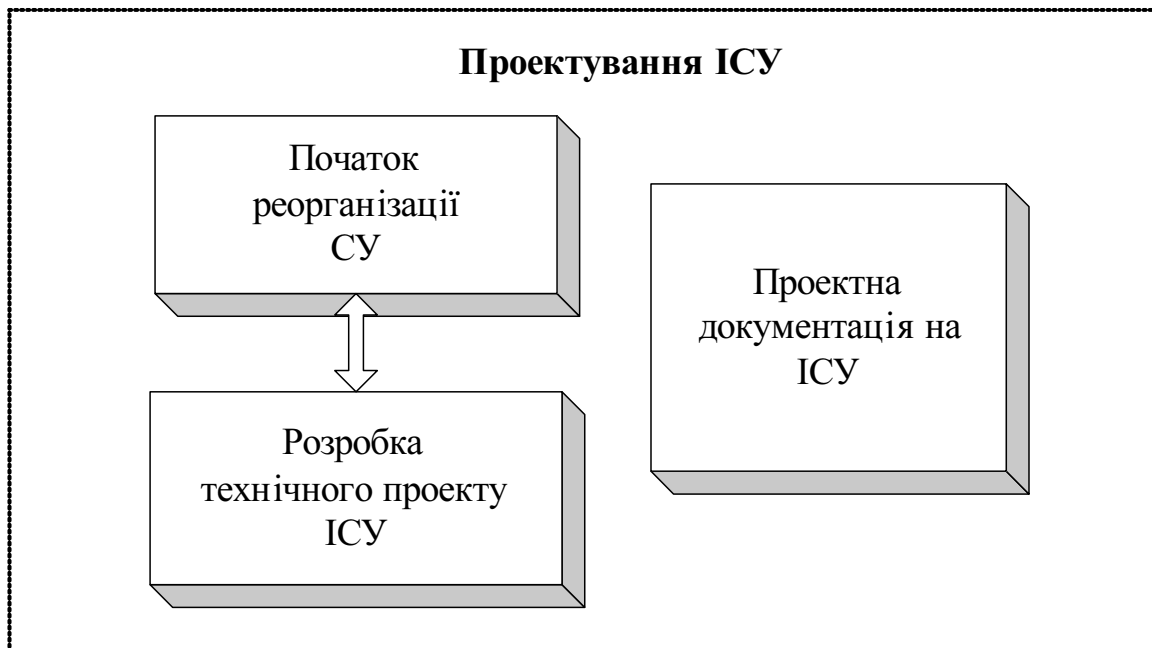 Проектування ІСУ
Початок
реорганізації
СУ
Розробка
технічного проекту
ІСУ
Проектна
документація на
ІСУ